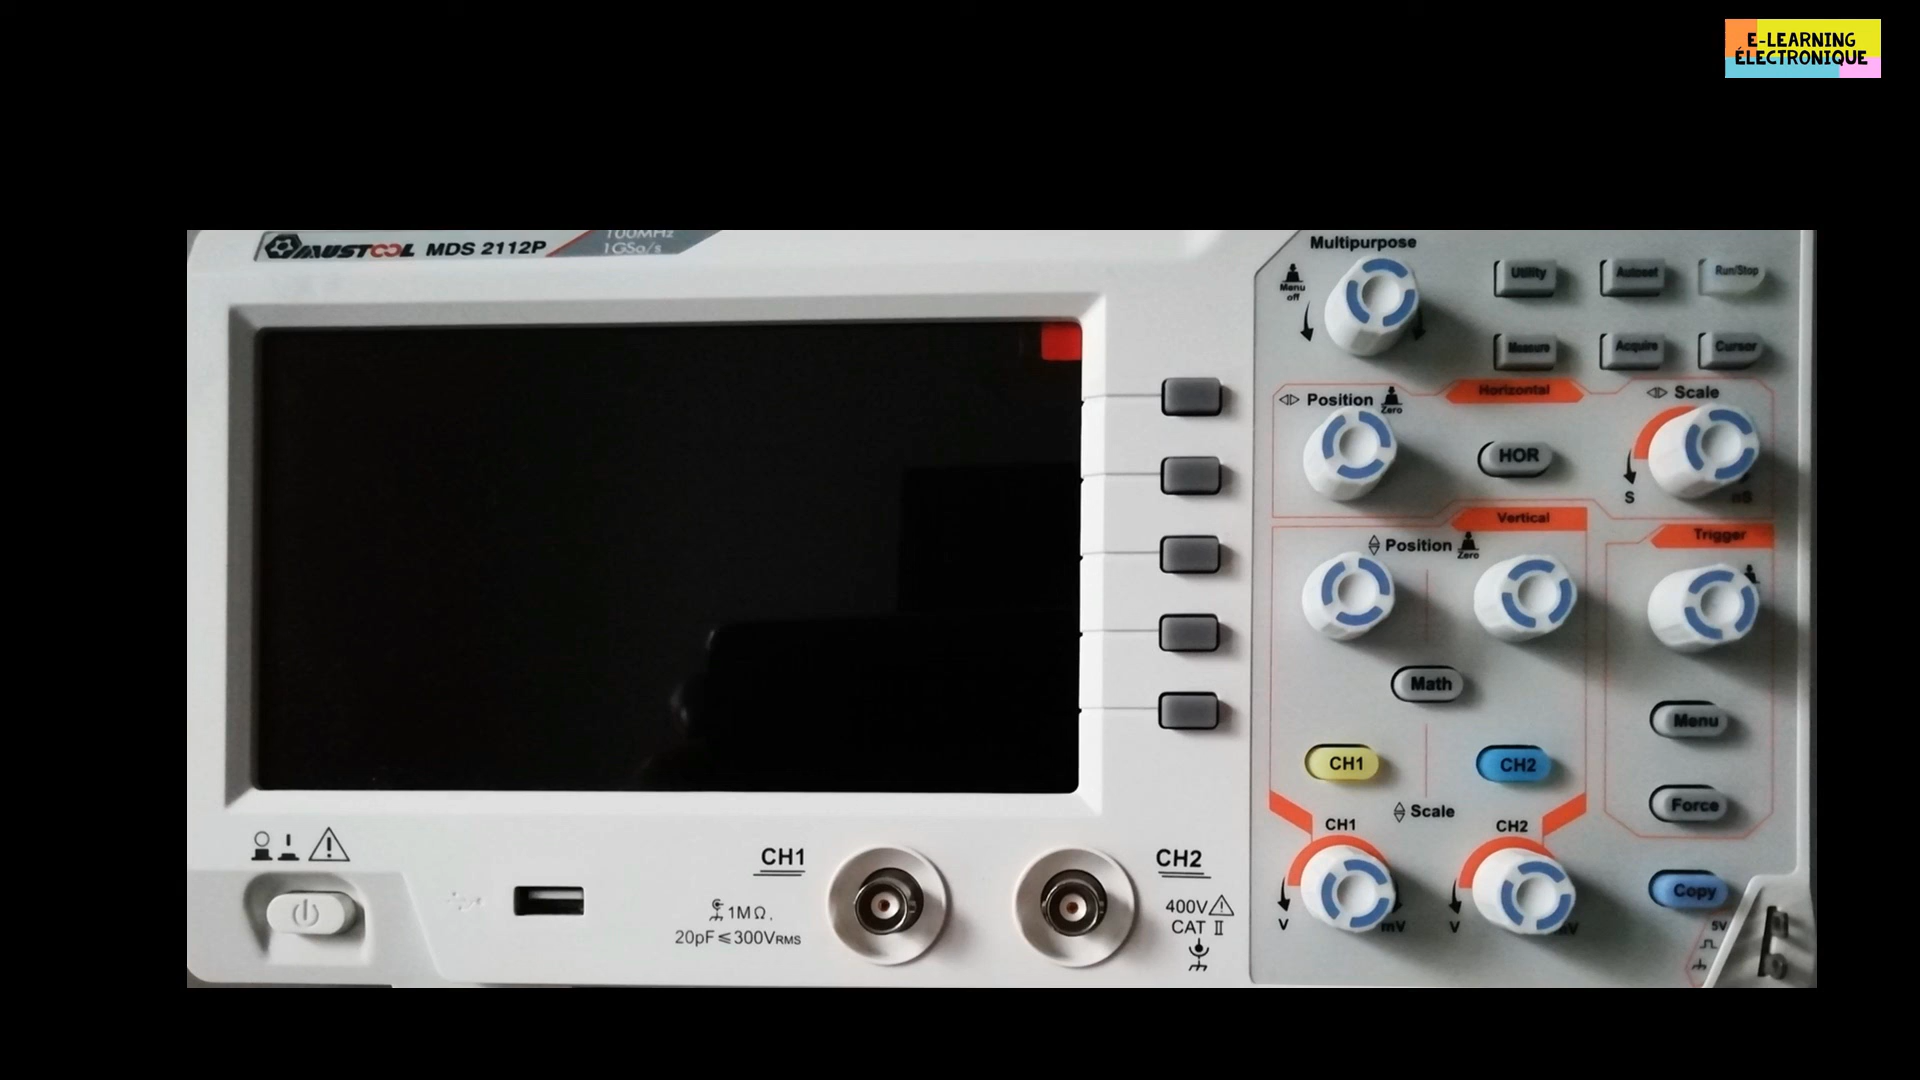 E-LEARNING
ÉLECTRONIQUE
MUSTOOL MDS 2112P
100MHz
1GSa/s
Multipurpose
Menu
off
Utility
Autoset
Run/Stop
Measure
Acquire
Cursor
Horizontal
Position
Zero
Scale
HOR
S
nS
Vertical
Position
Zero
Trigger
Math
Menu
CH1
CH2
Force
Scale
CH1
CH2
V
mV
V
mV
Copy
5V
CH1
1MΩ,
20pF≤300VRMS
CH2
400V
CAT II